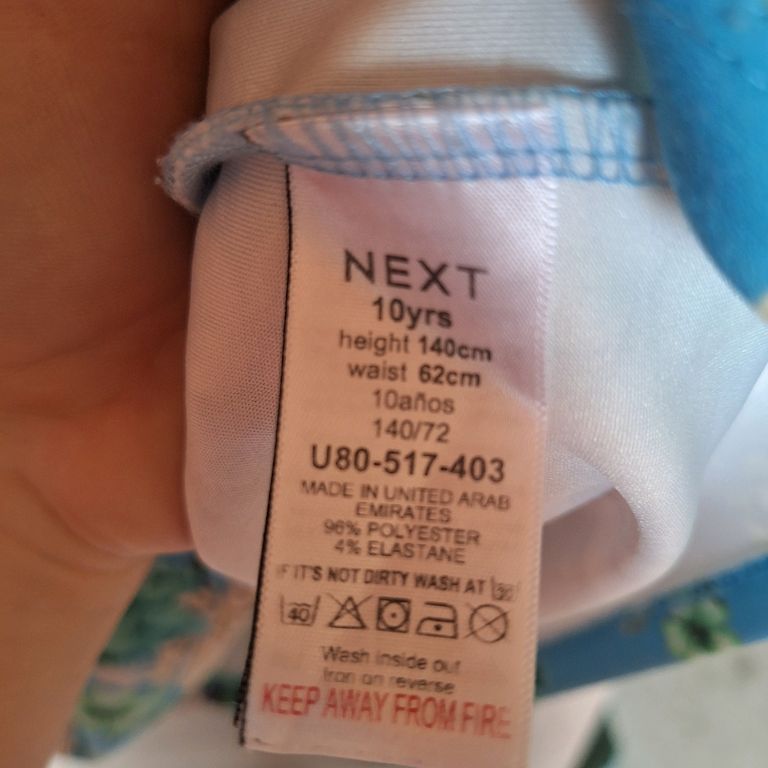 NEXT
10yrs
height 140cm
waist 62cm
10años
140/72
U80-517-403
MADE IN UNITED ARAB
EMIRATES
96% POLYESTER
4% ELASTANE
IF IT'S NOT DIRTY WASH AT 30
40
Wash inside out
Iron on reverse
KEEP AWAY FROM FIRE